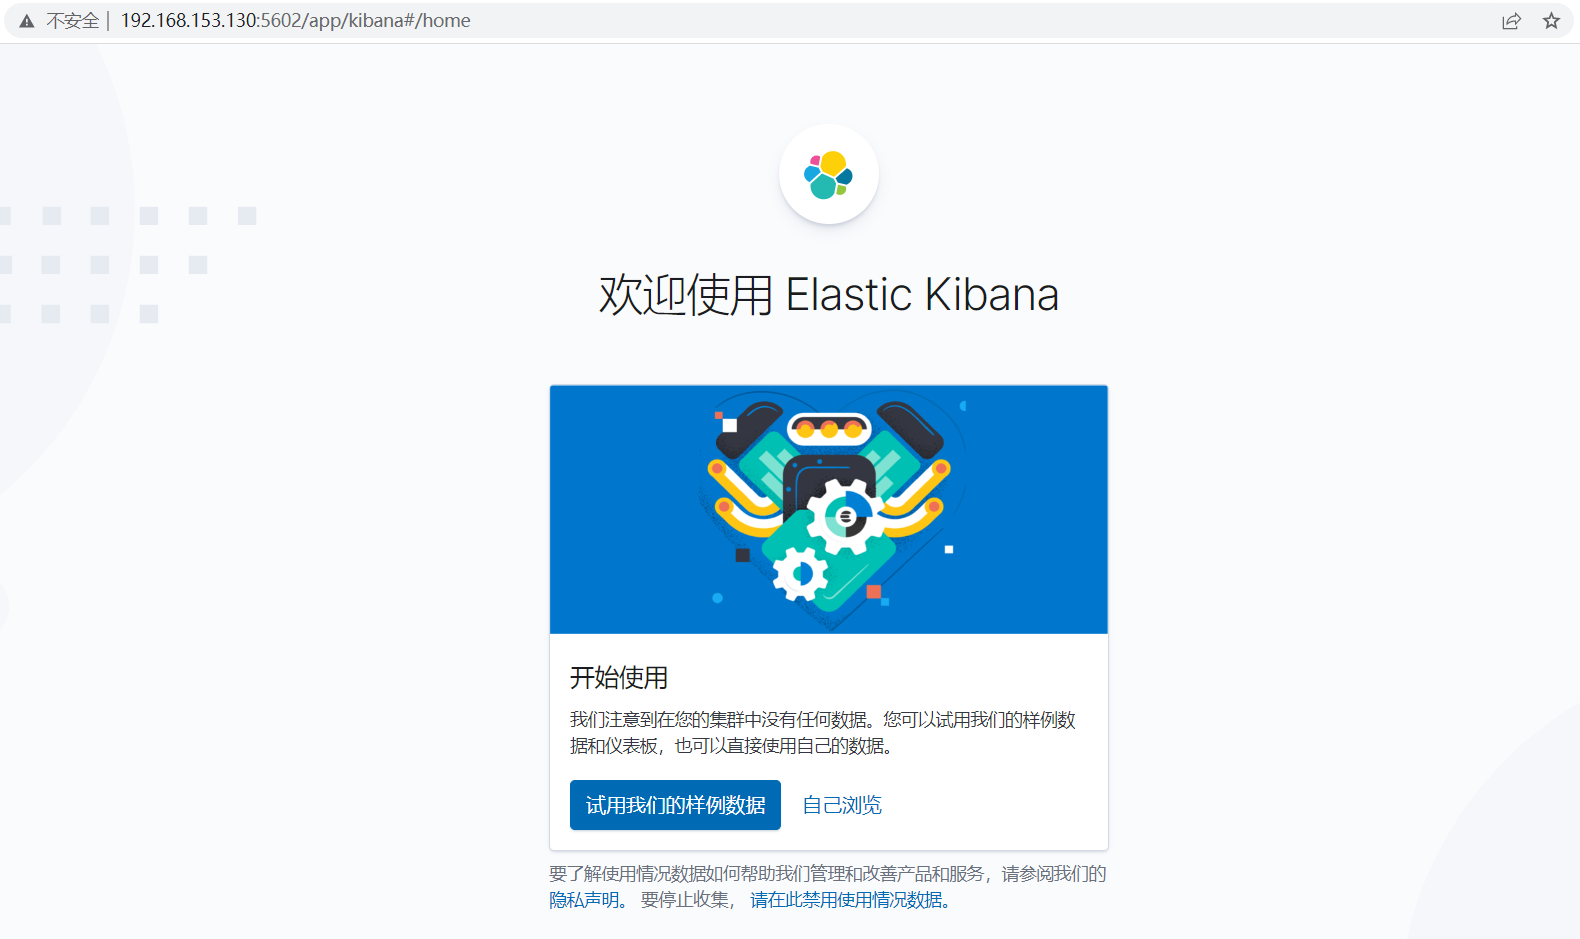 不安全 | 192.168.153.130:5602/app/kibana#/home
欢迎使用 Elastic Kibana
开始使用
我们注意到在您的集群中没有任何数据。您可以试用我们的样例数
据和仪表板，也可以直接使用自己的数据。
试用我们的样例数据 自己浏览
要了解使用情况数据如何帮助我们管理和改善产品和服务，请参阅我们的
隐私声明。 要停止收集， 请在此禁用使用情况数据。